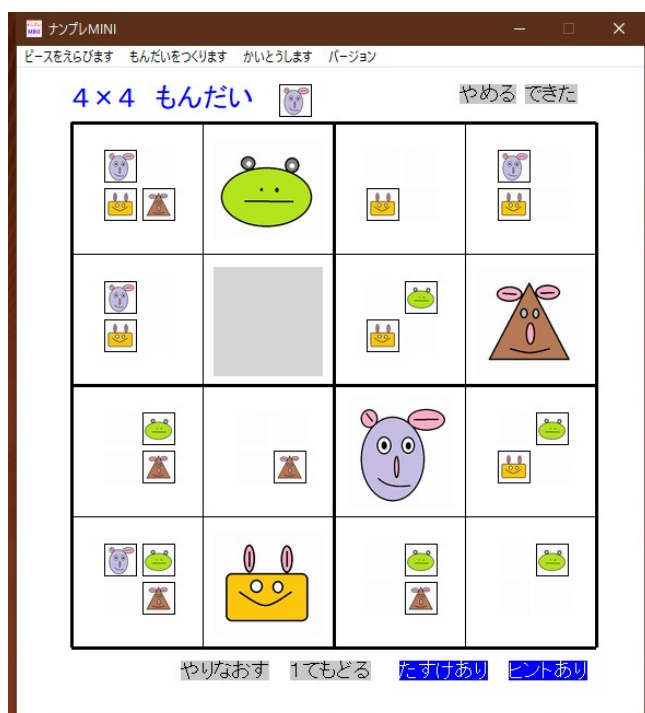 ナンプレMINI
ピースをえらびます もんだいをつくります かいとうします バージョン
4×4 もんだい やめる できた
やりなおす 1てもどる たすけあり ヒントあり